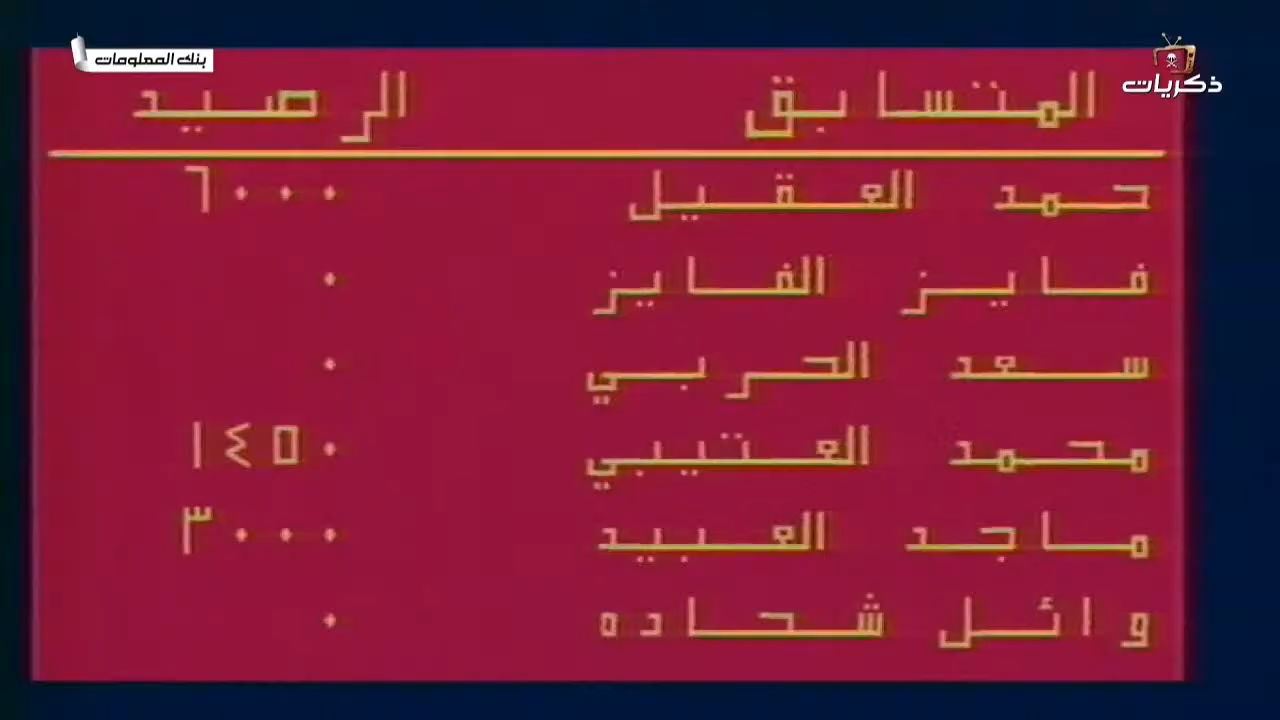 بنك المعلومات
ذكريات
المتسابق الرصيد
حمد العقيل ٦٠٠٠
فايز الفايز ٠
سعد الحربي ٠
محمد العتيبي ١٤٥٠
ماجد العبيد ٣٠٠٠
وائل شحاده ٠